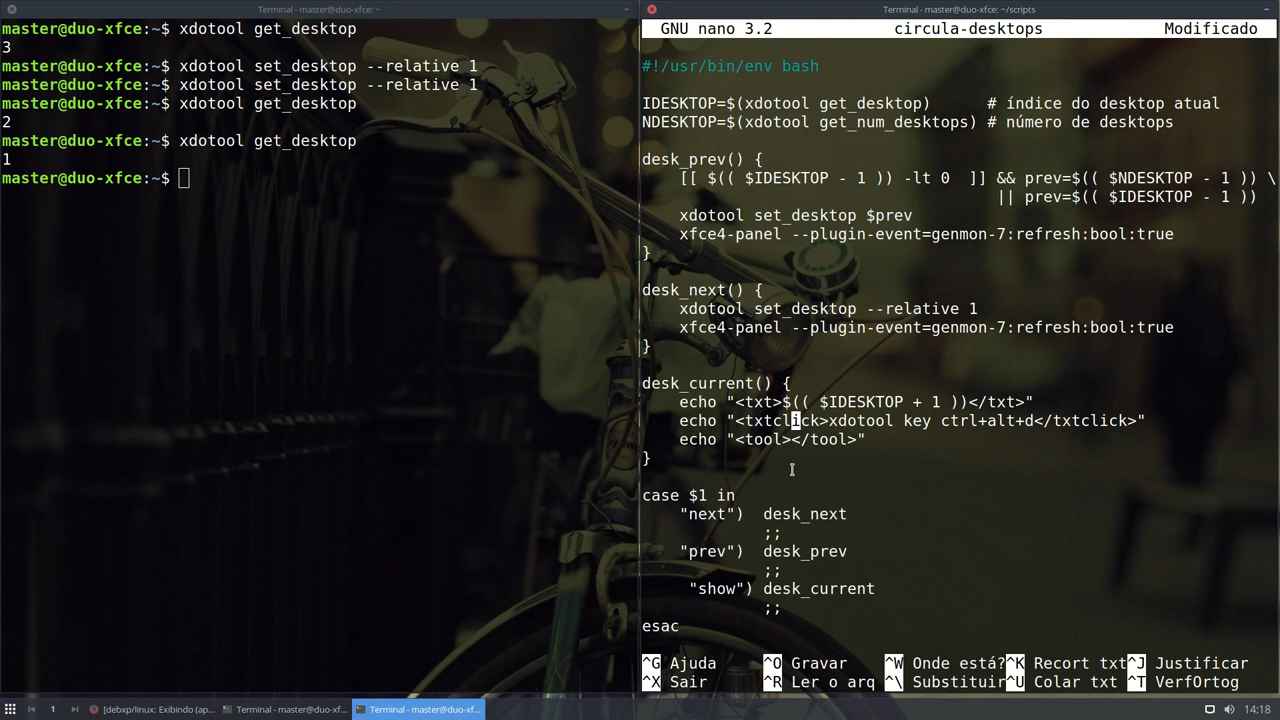 Terminal - master@duo-xfce: ~
master@duo-xfce:~$ xdotool get_desktop
3
master@duo-xfce:~$ xdotool set_desktop --relative 1
master@duo-xfce:~$ xdotool set_desktop --relative 1
master@duo-xfce:~$ xdotool get_desktop
2
master@duo-xfce:~$ xdotool get_desktop
1
master@duo-xfce:~$
Terminal - master@duo-xfce: ~/scripts
GNU nano 3.2 circula-desktops Modificado
#!/usr/bin/env bash
IDESKTOP=$(xdotool get_desktop) # índice do desktop atual
NDESKTOP=$(xdotool get_num_desktops) # número de desktops
desk_prev() {
[[ $(( $IDESKTOP - 1 )) -lt 0 ]] && prev=$(( $NDESKTOP - 1 )) \
|| prev=$(( $IDESKTOP - 1 ))
xdotool set_desktop $prev
xfce4-panel --plugin-event=genmon-7:refresh:bool:true
}
desk_next() {
xdotool set_desktop --relative 1
xfce4-panel --plugin-event=genmon-7:refresh:bool:true
}
desk_current() {
echo "<txt>$(( $IDESKTOP + 1 ))</txt>"
echo "<txtclick>xdotool key ctrl+alt+d</txtclick>"
echo "<tool></tool>"
}
case $1 in
"next") desk_next
;;
"prev") desk_prev
;;
"show") desk_current
;;
esac
^G Ajuda ^O Gravar ^W Onde está? ^K Recort txt ^J Justificar
^X Sair ^R Ler o arq ^\ Substituir ^U Colar txt ^T VerfOrtog
1 [debxp/linux: Exibindo (ap... Terminal - master@duo-xf... Terminal - master@duo-xf... 14:18